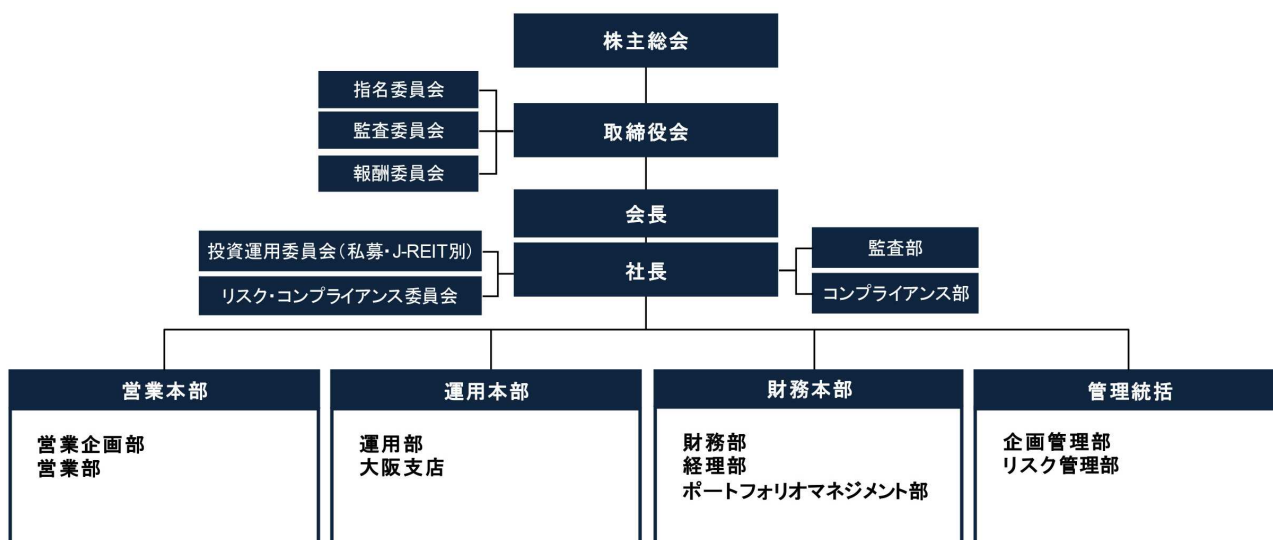 株主総会
指名委員会
監査委員会
報酬委員会
取締役会
会長
社長
投資運用委員会（私募・J-REIT別）
リスク・コンプライアンス委員会
監査部
コンプライアンス部
営業本部
営業企画部
営業部
運用本部
運用部
大阪支店
財務本部
財務部
経理部
ポートフォリオマネジメント部
管理統括
企画管理部
リスク管理部